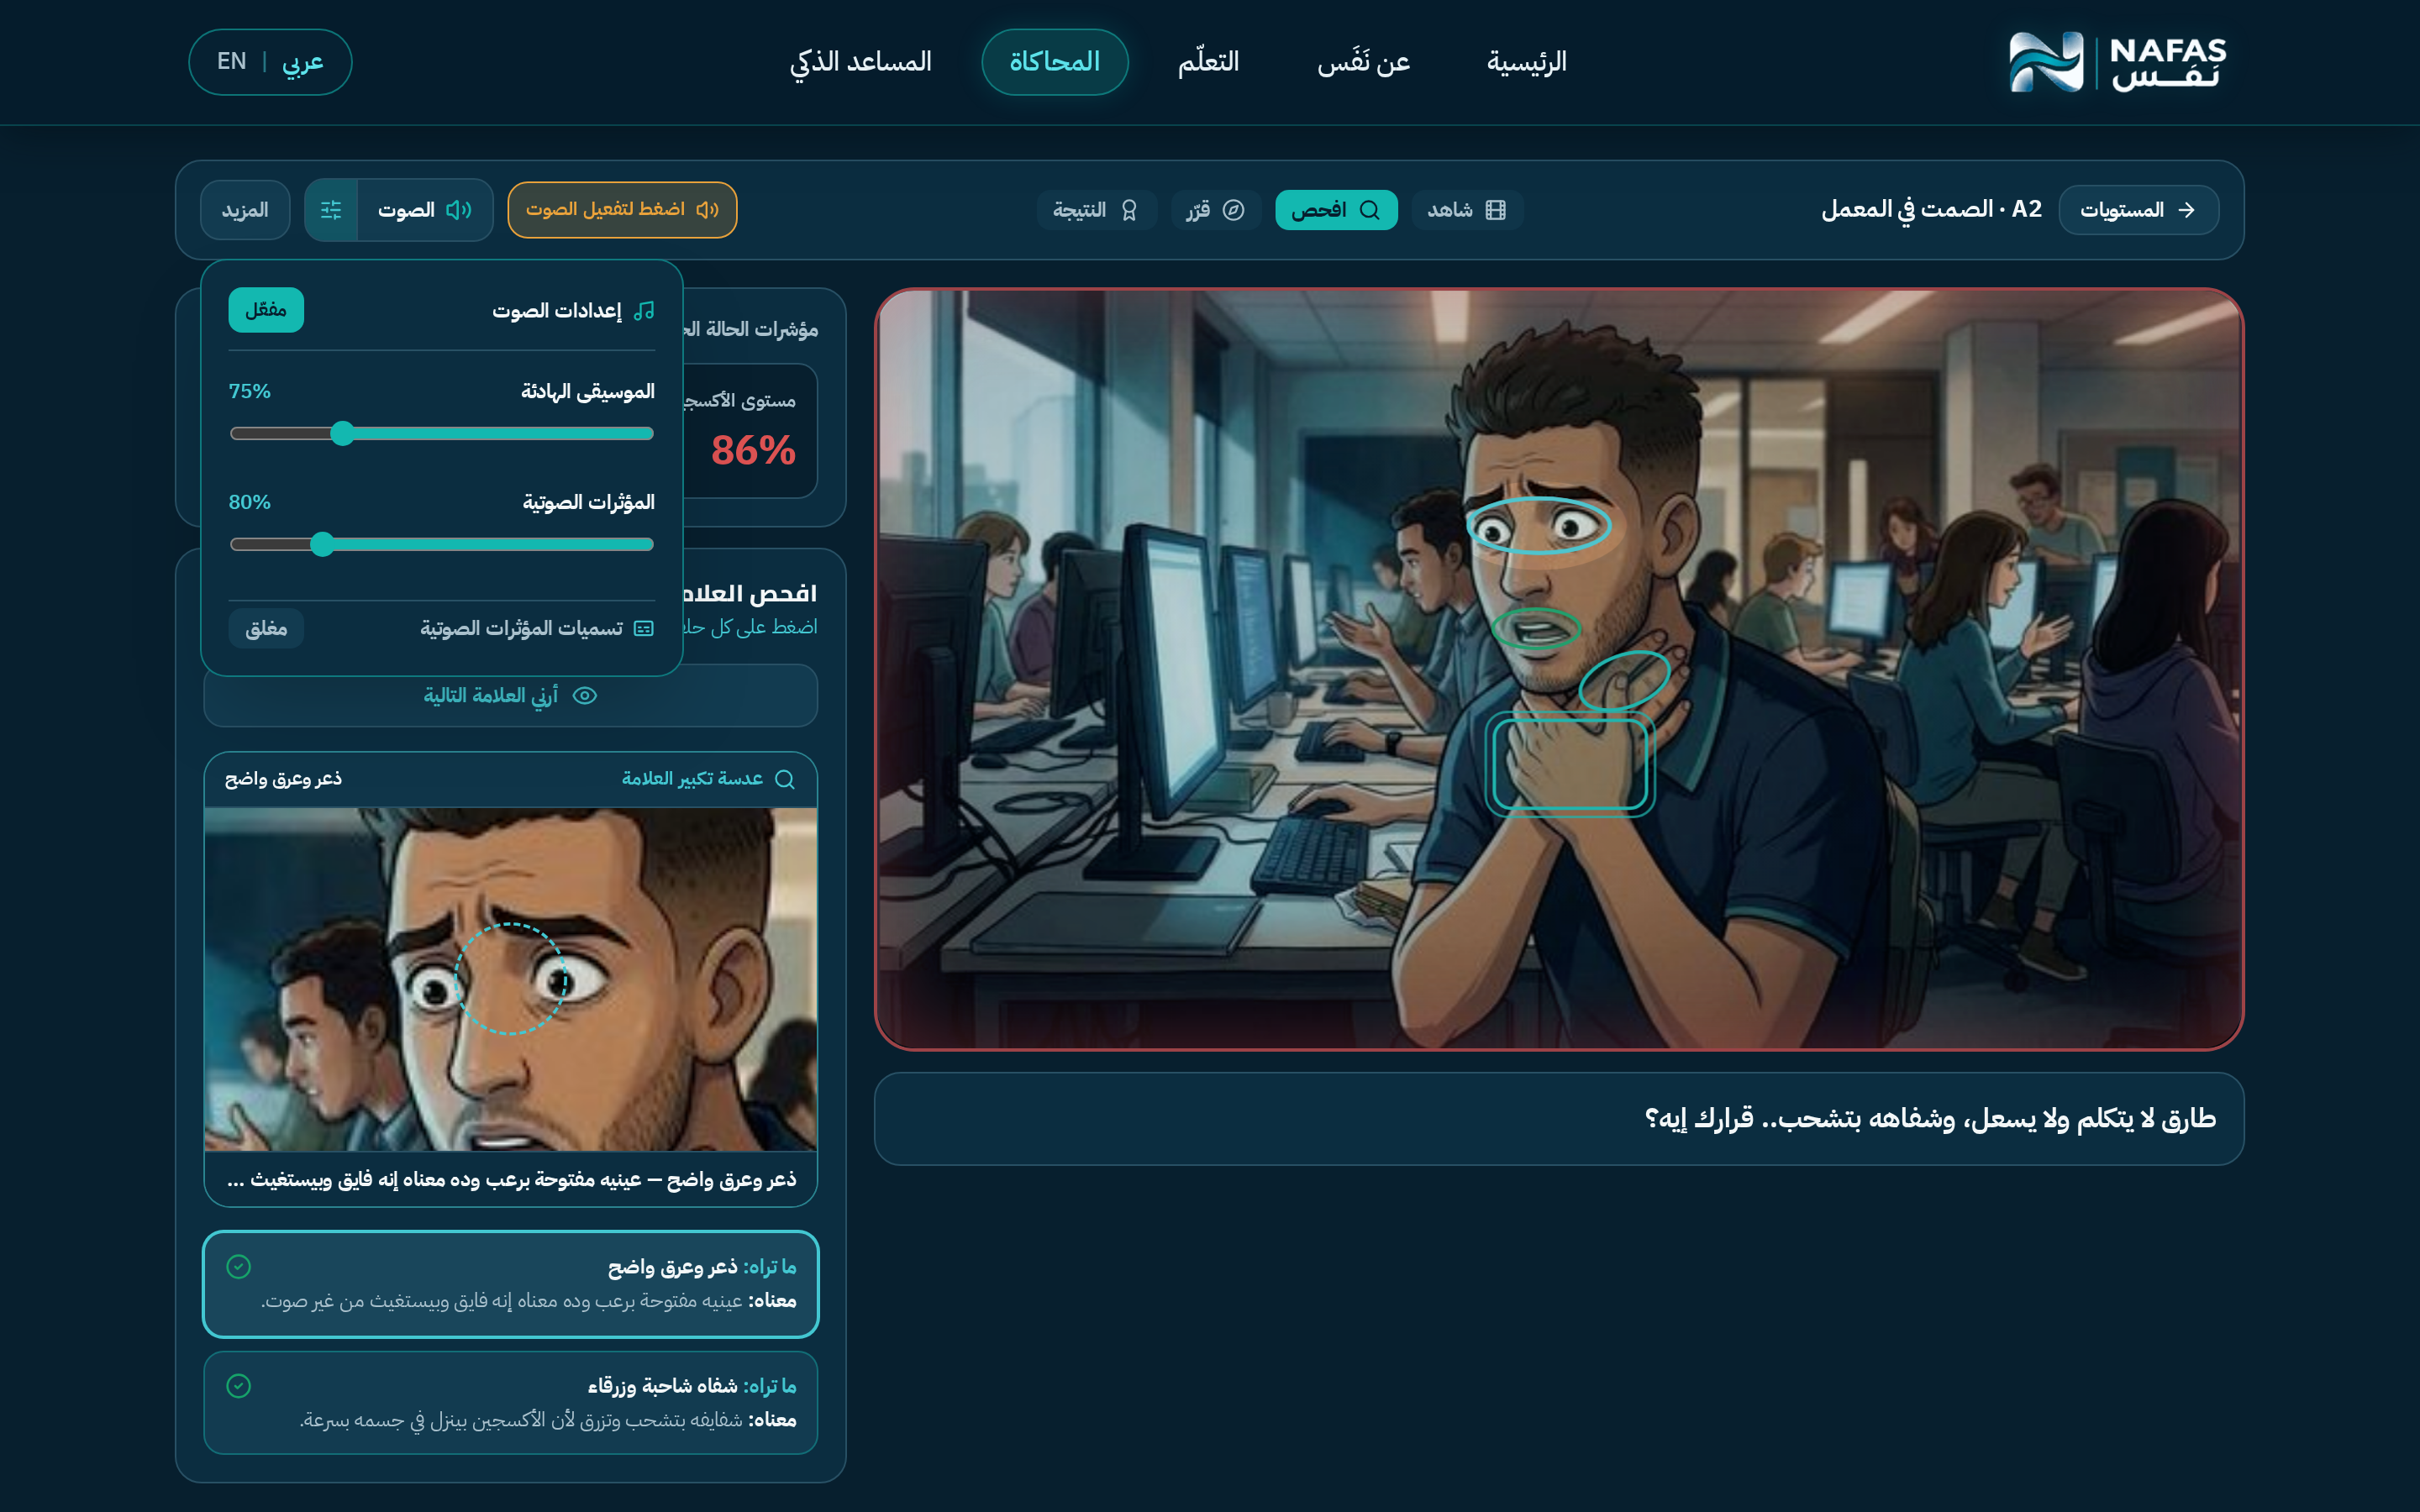 NAFAS
نَفَس
الرئيسية
عن نَفَس
التعلّم
المحاكاة
المساعد الذكي
عربي | EN
المستويات
A2 · الصمت في المعمل
شاهد
افحص
قرّر
النتيجة
اضغط لتفعيل الصوت
الصوت
المزيد
إعدادات الصوت
مفعّل
الموسيقى الهادئة
75%
المؤثرات الصوتية
80%
تسميات المؤثرات الصوتية
مغلق
مؤشرات الحالة
مستوى
86%
افحص
اضغط على كل
أرني العلامة التالية
عدسة تكبير العلامة
ذعر وعرق واضح
ذعر وعرق واضح — عينيه مفتوحة برعب وده معناه إنه فايق وبيستغيث ...
ما تراه: ذعر وعرق واضح
معناه: عينيه مفتوحة برعب وده معناه إنه فايق وبيستغيث من غير صوت.
ما تراه: شفاه شاحبة وزرقاء
معناه: شفايفه بتشحب وتزرق لأن الأكسجين بينزل في جسمه بسرعة.
طارق لا يتكلم ولا يسعل، وشفاهه بتشحب.. قرارك إيه؟